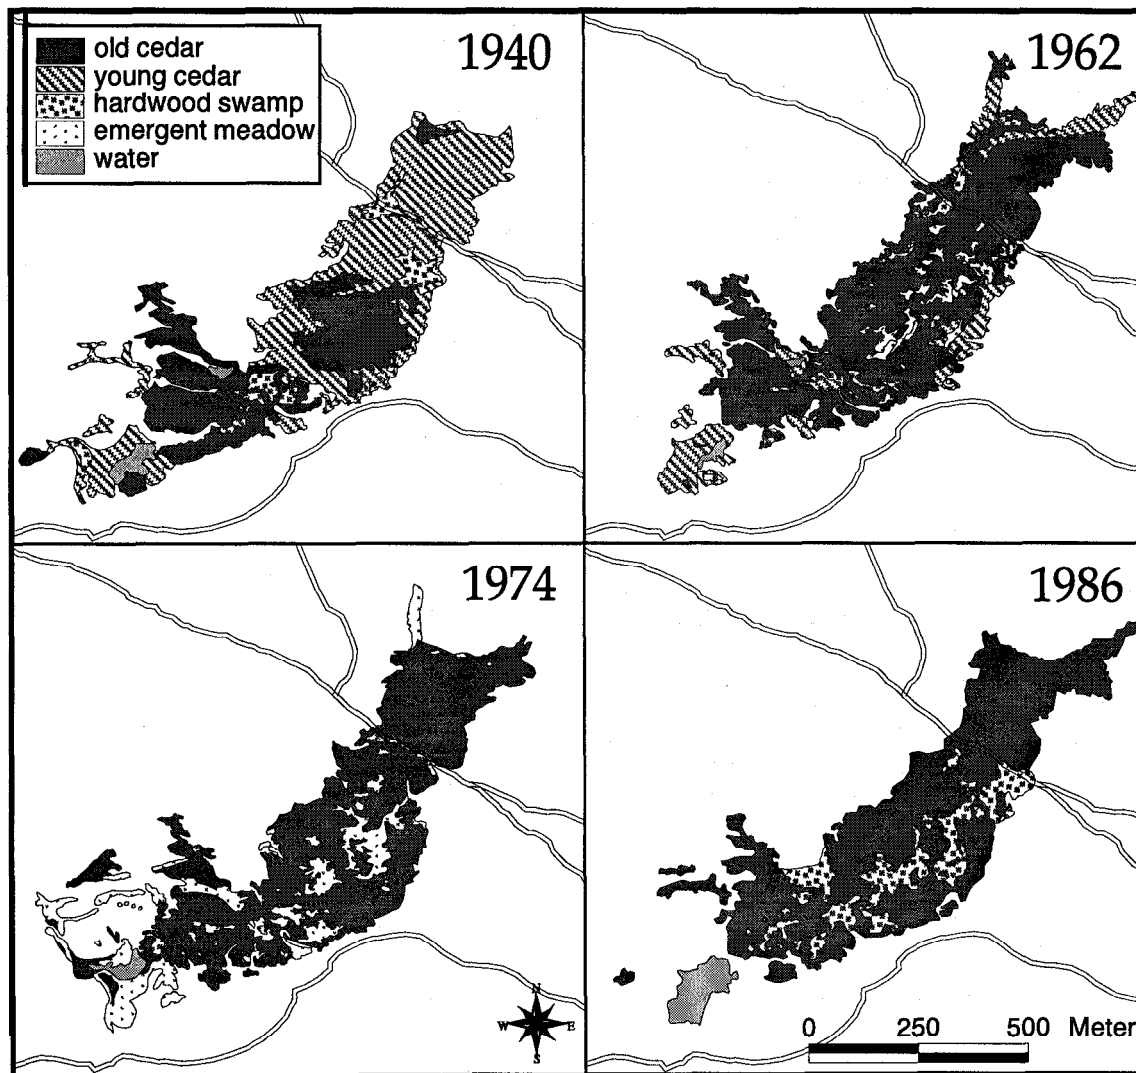 1940
old cedar
young cedar
hardwood swamp
emergent meadow
water
1962
1974
N
W E
S
1986
0 250 500 Meter